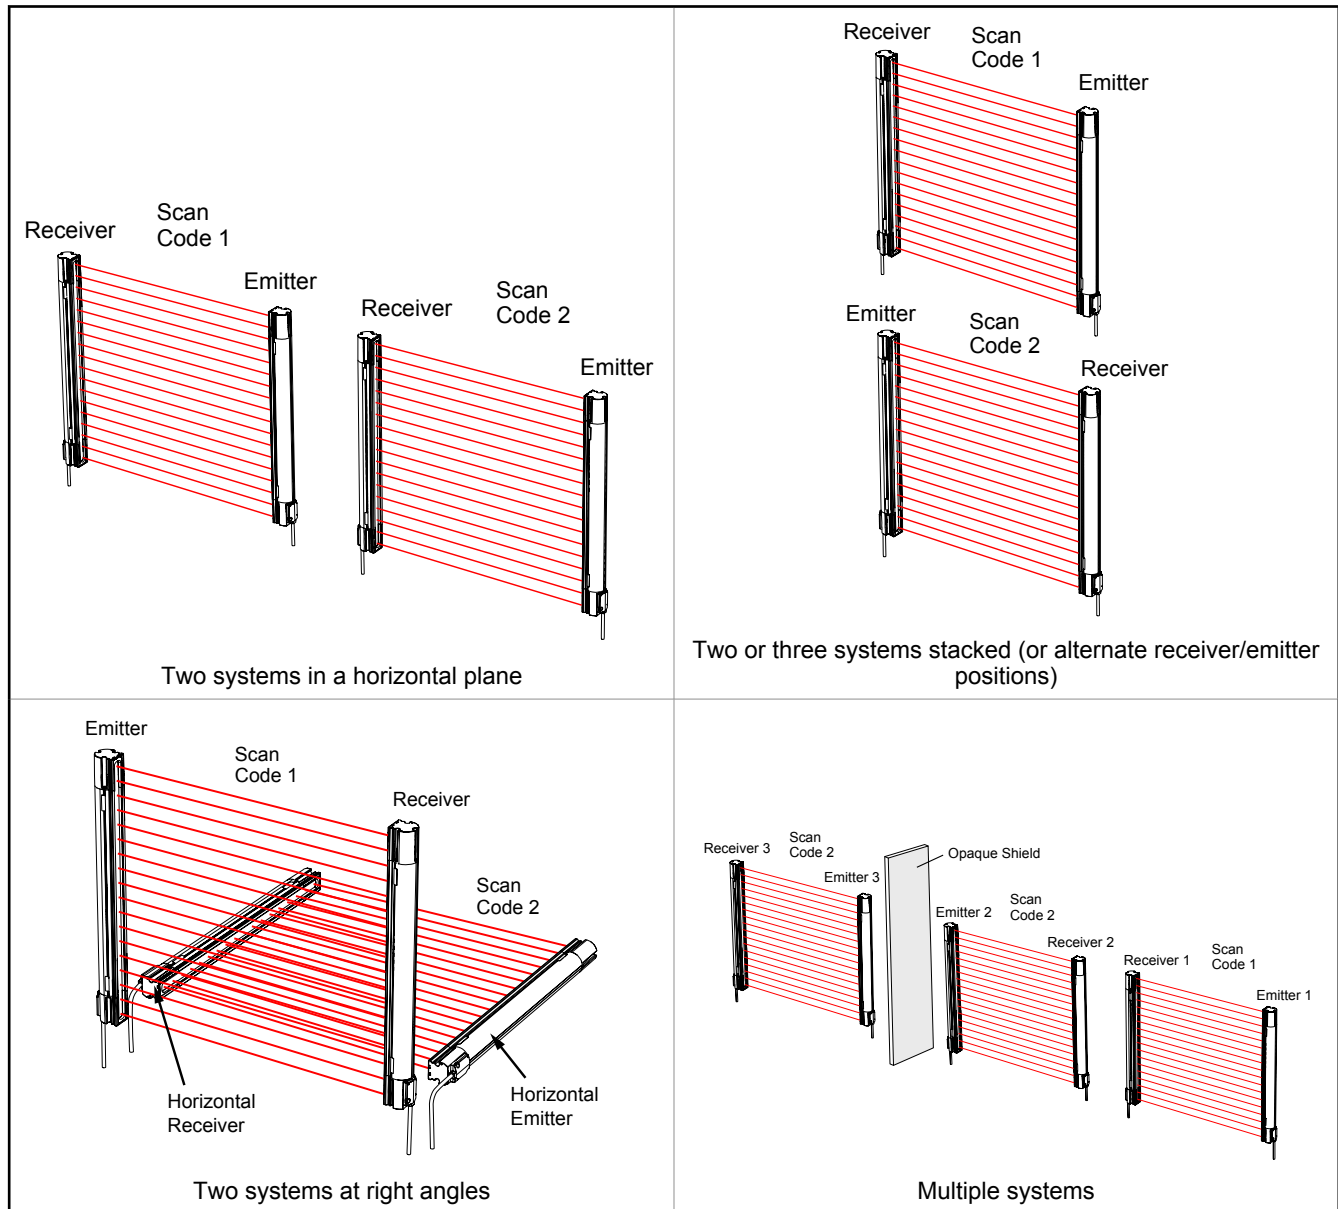 Receiver
Scan
Code 1
Emitter
Receiver
Scan
Code 2
Emitter
Two systems in a horizontal plane
Receiver
Scan
Code 1
Emitter
Emitter
Scan
Code 2
Receiver
Two or three systems stacked (or alternate receiver/emitter
positions)
Emitter
Scan
Code 1
Receiver
Scan
Code 2
Horizontal
Receiver
Horizontal
Emitter
Two systems at right angles
Receiver 3
Scan
Code 2
Emitter 3
Opaque Shield
Emitter 2
Scan
Code 2
Receiver 2
Receiver 1
Scan
Code 1
Emitter 1
Multiple systems